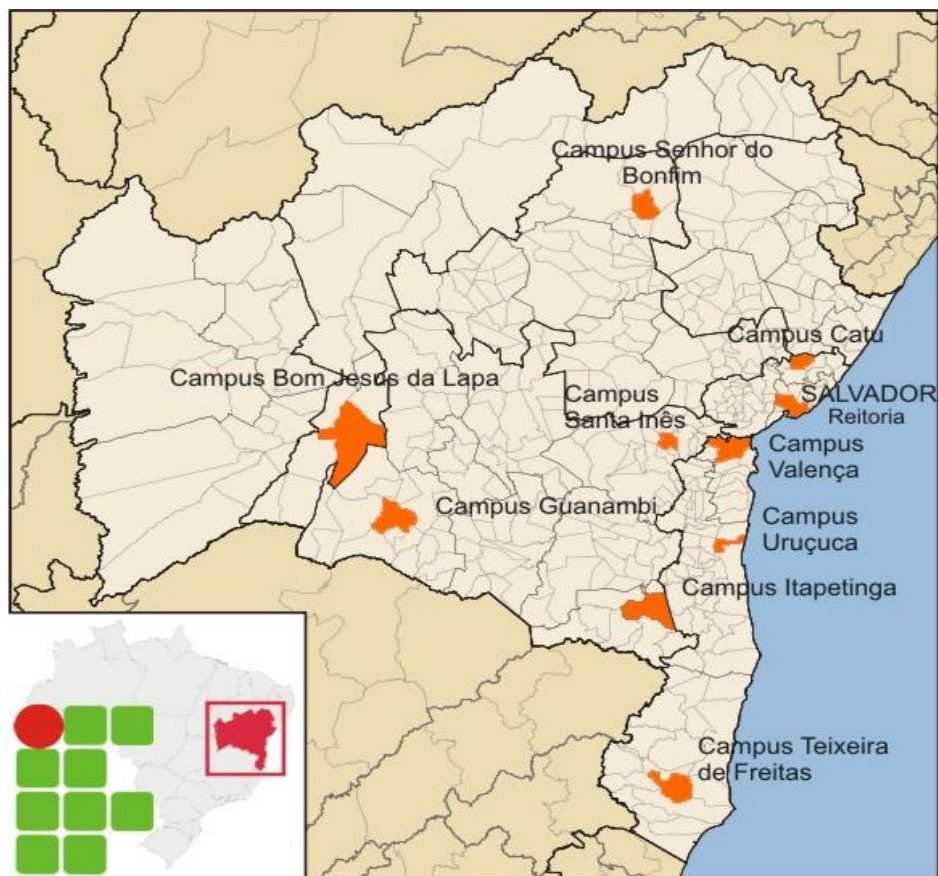 Campus Senhor do
Bonfim
Campus Catu
Campus Bom Jesus da Lapa
SALVADOR
Reitoria
Campus
Santa Inês
Campus
Valença
Campus Guanambi
Campus
Uruçuca
Campus Itapetinga
Campus Teixeira
de Freitas